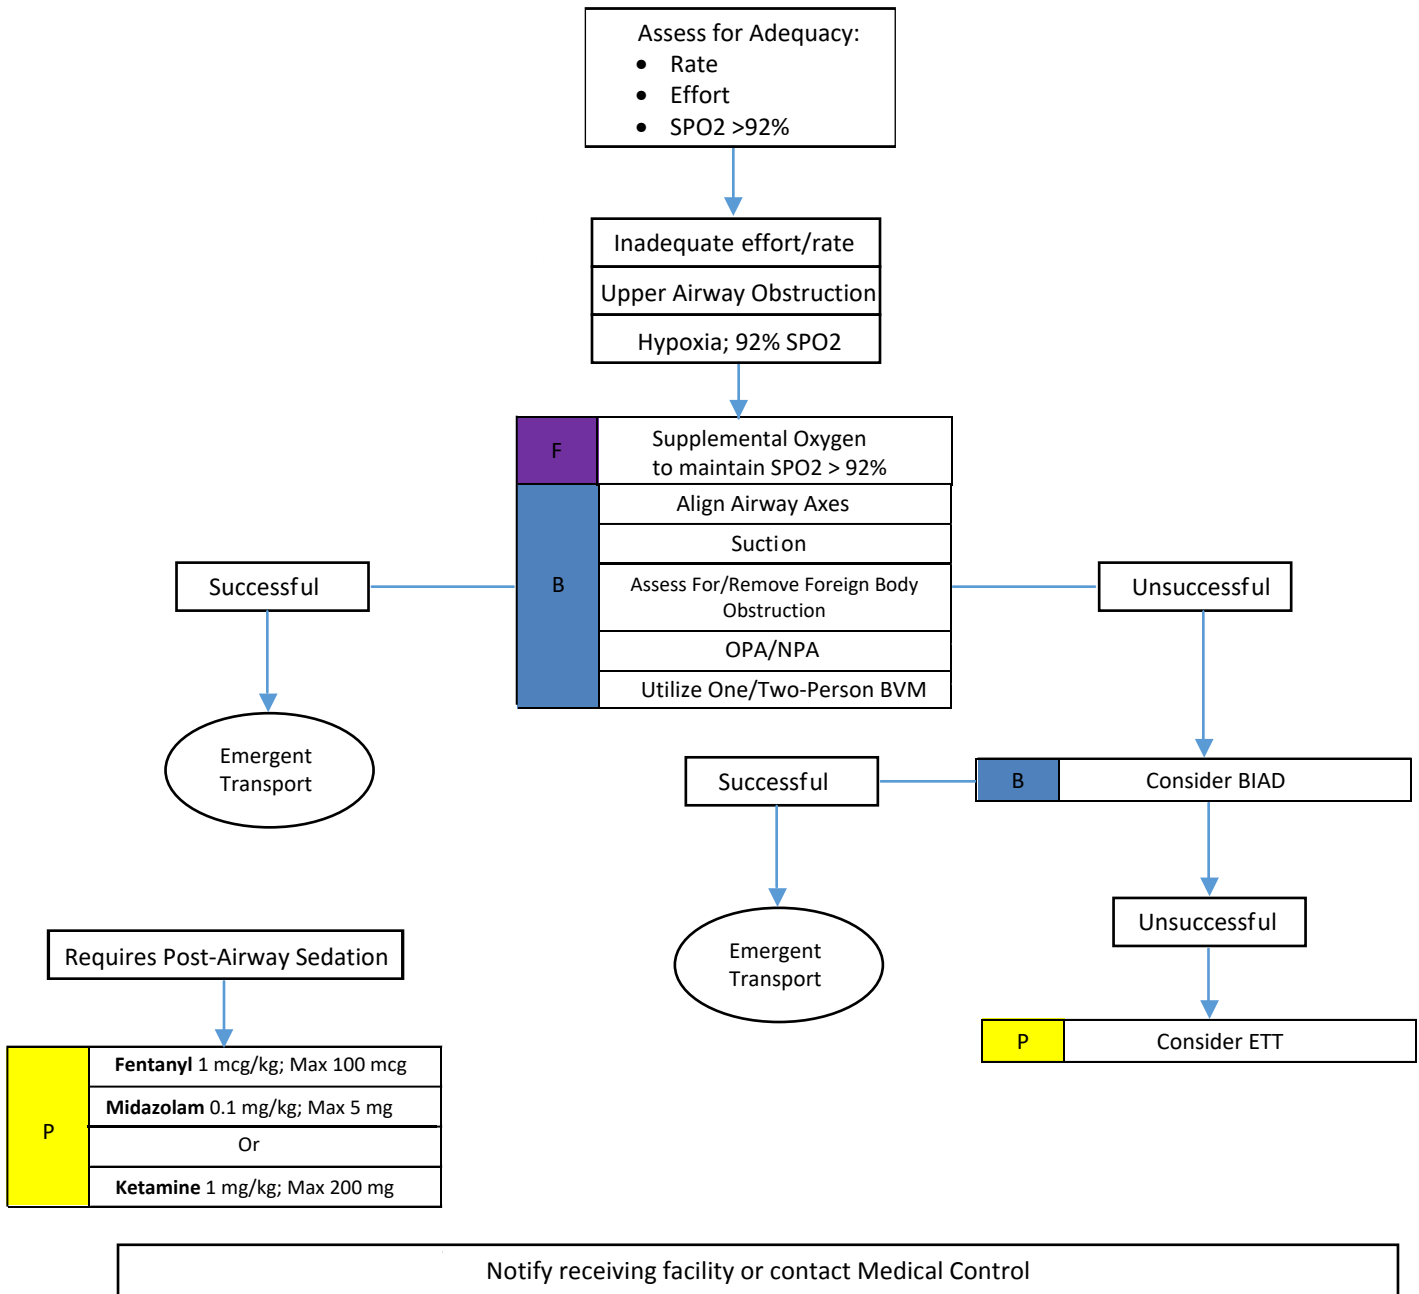 Assess for Adequacy:
• Rate
• Effort
• SPO2 >92%
Inadequate effort/rate
Upper Airway Obstruction
Hypoxia; 92% SPO2
F
Supplemental Oxygen
to maintain SPO2 > 92%
B
Align Airway Axes
Suction
Assess For/Remove Foreign Body
Obstruction
OPA/NPA
Utilize One/Two-Person BVM
Successful
Emergent
Transport
Unsuccessful
B
Consider BIAD
Successful
Emergent
Transport
Unsuccessful
P
Consider ETT
Requires Post-Airway Sedation
P
Fentanyl 1 mcg/kg; Max 100 mcg
Midazolam 0.1 mg/kg; Max 5 mg
Or
Ketamine 1 mg/kg; Max 200 mg
Notify receiving facility or contact Medical Control